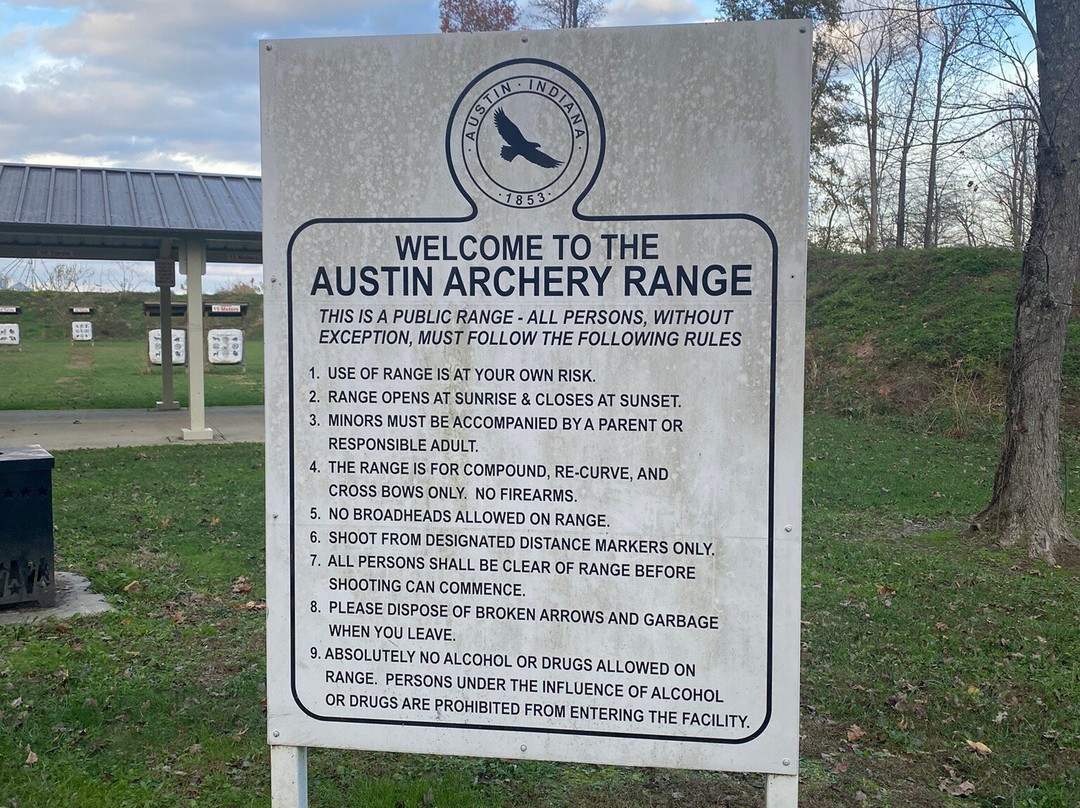 AUSTIN · INDIANA
· 1853 ·
WELCOME TO THE
AUSTIN ARCHERY RANGE
THIS IS A PUBLIC RANGE - ALL PERSONS, WITHOUT
EXCEPTION, MUST FOLLOW THE FOLLOWING RULES
1. USE OF RANGE IS AT YOUR OWN RISK.
2. RANGE OPENS AT SUNRISE & CLOSES AT SUNSET.
3. MINORS MUST BE ACCOMPANIED BY A PARENT OR
RESPONSIBLE ADULT.
4. THE RANGE IS FOR COMPOUND, RE-CURVE, AND
CROSS BOWS ONLY. NO FIREARMS.
5. NO BROADHEADS ALLOWED ON RANGE.
6. SHOOT FROM DESIGNATED DISTANCE MARKERS ONLY.
7. ALL PERSONS SHALL BE CLEAR OF RANGE BEFORE
SHOOTING CAN COMMENCE.
8. PLEASE DISPOSE OF BROKEN ARROWS AND GARBAGE
WHEN YOU LEAVE.
9. ABSOLUTELY NO ALCOHOL OR DRUGS ALLOWED ON
RANGE. PERSONS UNDER THE INFLUENCE OF ALCOHOL
OR DRUGS ARE PROHIBITED FROM ENTERING THE FACILITY.
15 Meters